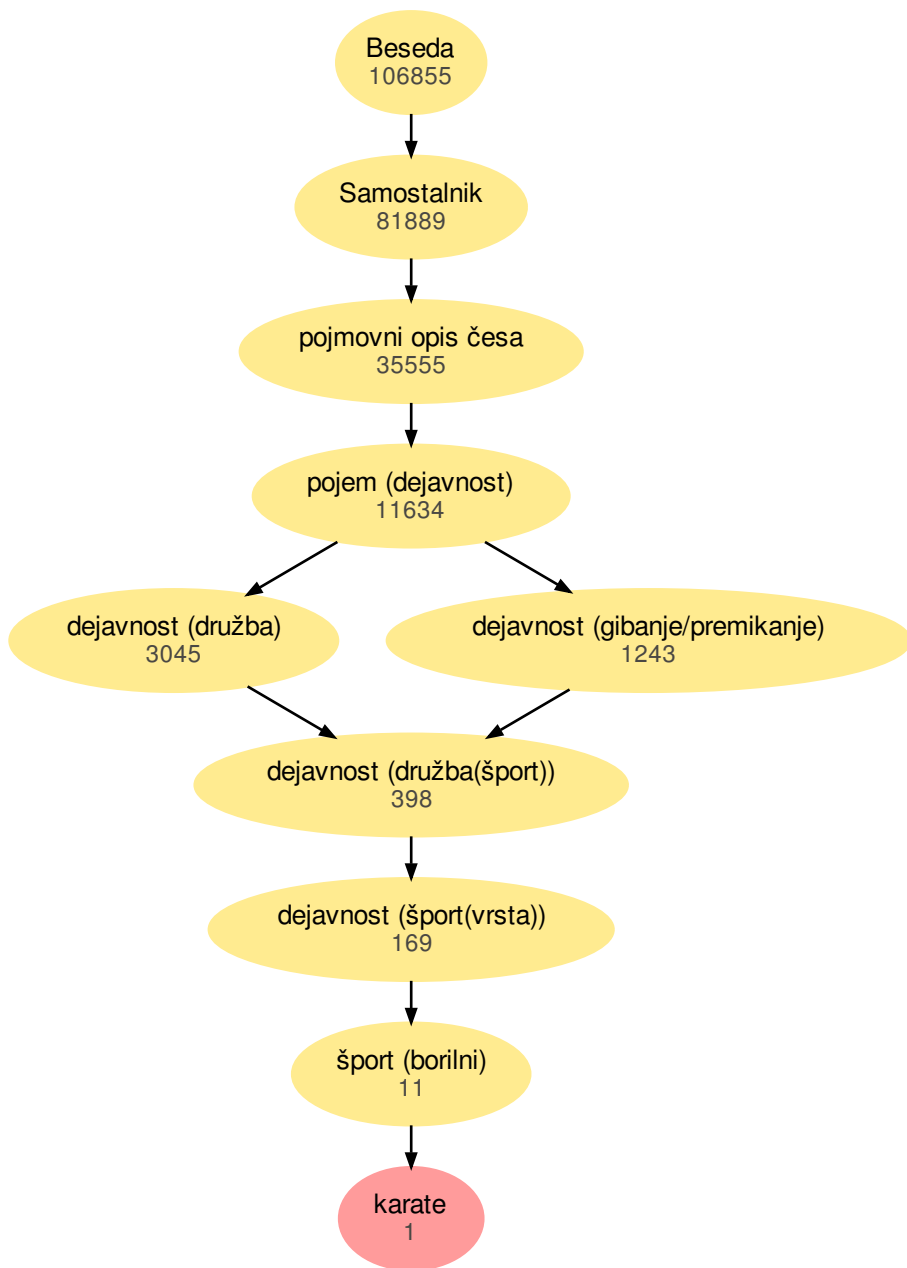 Beseda
106855
Samostalnik
81889
pojmovni opis česa
35555
pojem (dejavnost)
11634
dejavnost (družba)
3045
dejavnost (gibanje/premikanje)
1243
dejavnost (družba(šport))
398
dejavnost (šport(vrsta))
169
šport (borilni)
11
karate
1